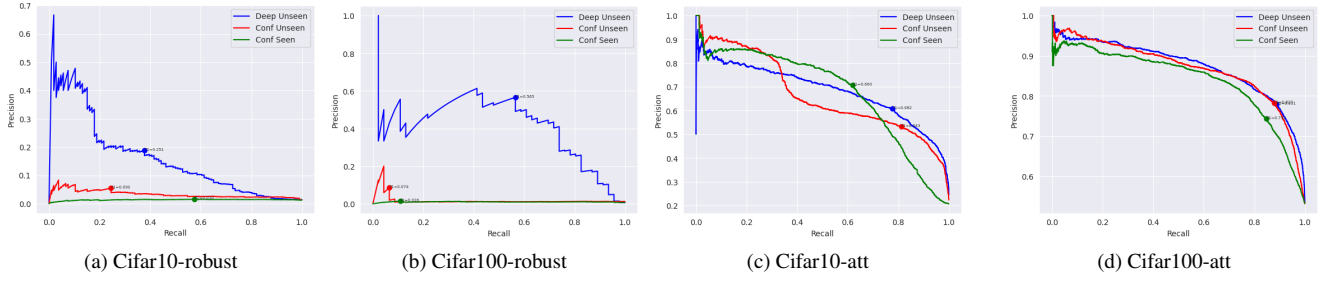 Deep Unseen
Conf Unseen
Conf Seen
0.7
0.6
0.5
0.4
0.3
0.2
0.1
0.0
Precision
0.0 0.2 0.4 0.6 0.8 1.0
Recall
(a) Cifar10-robust
Deep Unseen
Conf Unseen
Conf Seen
1.0
0.8
0.6
0.4
0.2
0.0
Precision
0.0 0.2 0.4 0.6 0.8 1.0
Recall
(b) Cifar100-robust
Deep Unseen
Conf Unseen
Conf Seen
1.0
0.9
0.8
0.7
0.6
0.5
0.4
0.3
0.2
Precision
0.0 0.2 0.4 0.6 0.8 1.0
Recall
(c) Cifar10-att
Deep Unseen
Conf Unseen
Conf Seen
1.0
0.9
0.8
0.7
0.6
Precision
0.0 0.2 0.4 0.6 0.8 1.0
Recall
(d) Cifar100-att